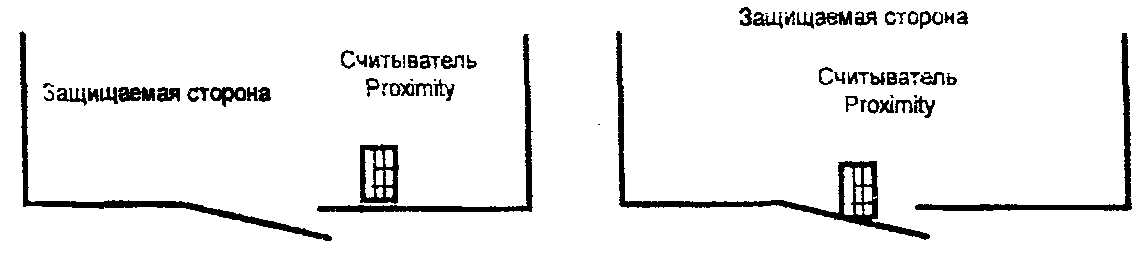 Защищаемая сторона
Считыватель
Proximity
Защищаемая сторона
Считыватель
Proximity